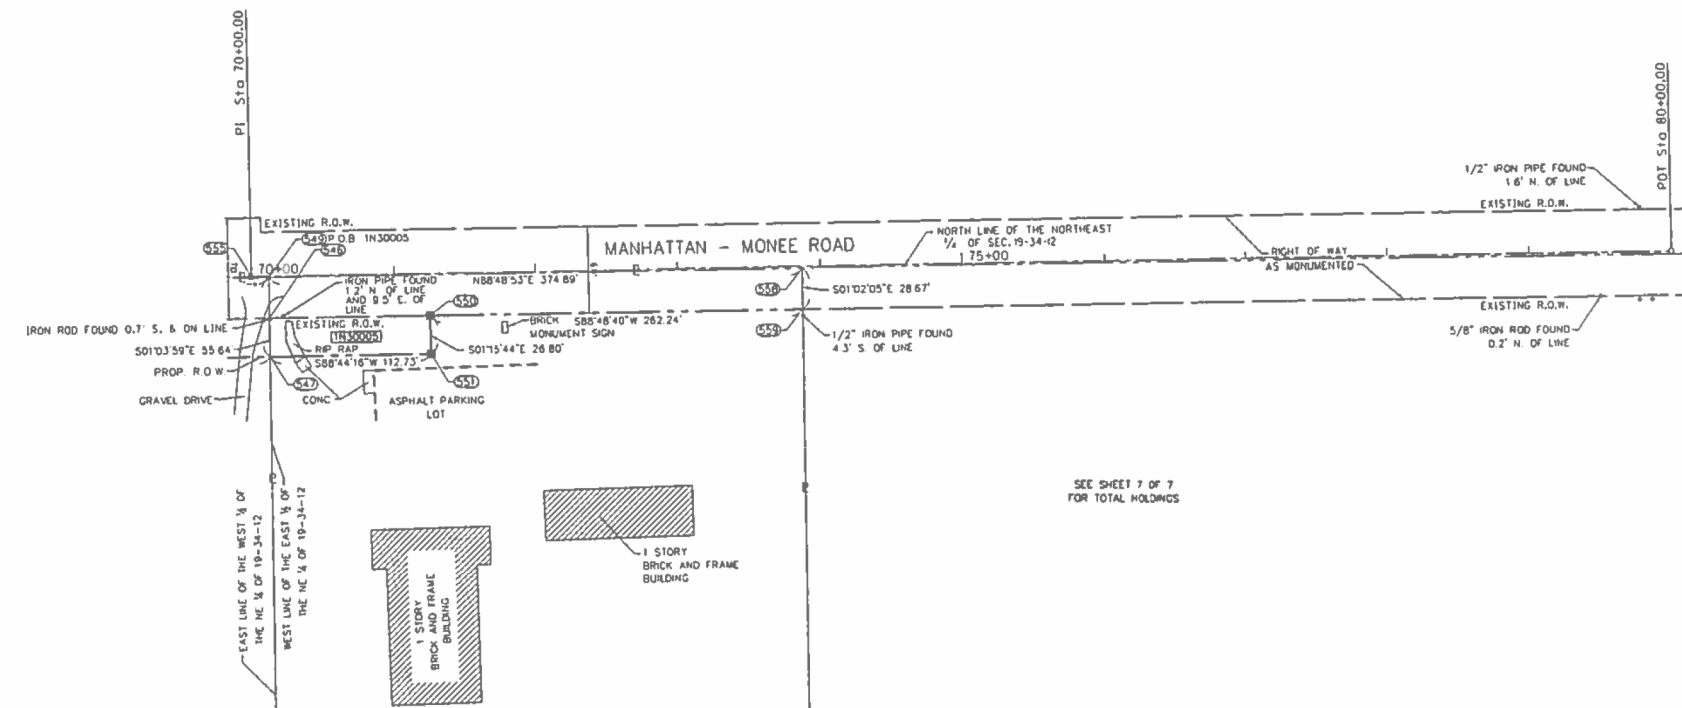 PI Sta 70+00.00
POT Sta 80+00.00
1/2" IRON PIPE FOUND
1.6' N. OF LINE
EXISTING R.O.W.
EXISTING R.O.W.
549 P.O.B 1N30005
546
555
70+00
MANHATTAN - MONEE ROAD
NORTH LINE OF THE NORTHEAST
1/4 OF SEC. 19-34-12
75+00
RIGHT OF WAY
AS MONUMENTED
IRON PIPE FOUND
1.2' N OF LINE
AND 9.5' E. OF
LINE
N88°48'53"E 374.89'
558
S01°02'05"E 28.67'
550
EXISTING R.O.W.
IRON ROD FOUND 0.7' S. & ON LINE
EXISTING R.O.W.
1N30005
BRICK
MONUMENT SIGN
S88°48'40"W 262.24'
559
1/2" IRON PIPE FOUND
4.3' S. OF LINE
5/8" IRON ROD FOUND
0.2' N. OF LINE
S01°03'59"E 55.64'
RIP RAP
S01°15'44"E 26.80'
S88°44'16"W 112.73'
PROP. R.O.W.
547
551
GRAVEL DRIVE
CONC
ASPHALT PARKING
LOT
EAST LINE OF THE WEST 1/2 OF
THE NE 1/4 OF 19-34-12
WEST LINE OF THE EAST 1/2 OF
THE NE 1/4 OF 19-34-12
SEE SHEET 7 OF 7
FOR TOTAL HOLDINGS
1 STORY
BRICK AND FRAME
BUILDING
1 STORY
BRICK AND FRAME
BUILDING